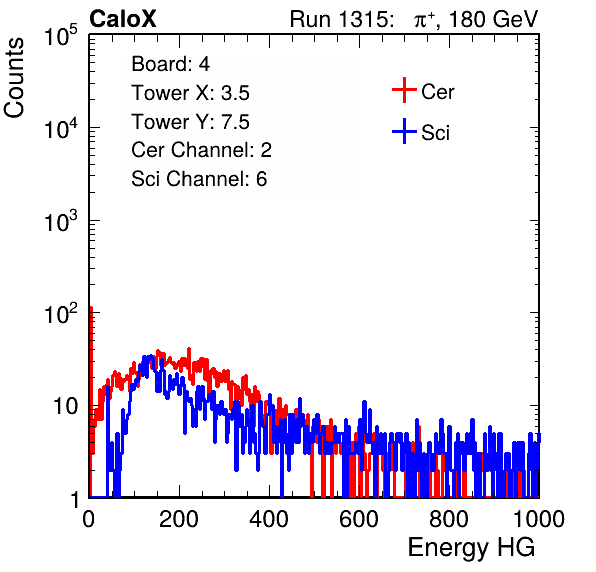 CaloX Run 1315: π⁺, 180 GeV
Board: 4
Tower X: 3.5
Tower Y: 7.5
Cer Channel: 2
Sci Channel: 6
Cer
Sci
Counts
10⁵
10⁴
10³
10²
10
1
0 200 400 600 800 1000
Energy HG